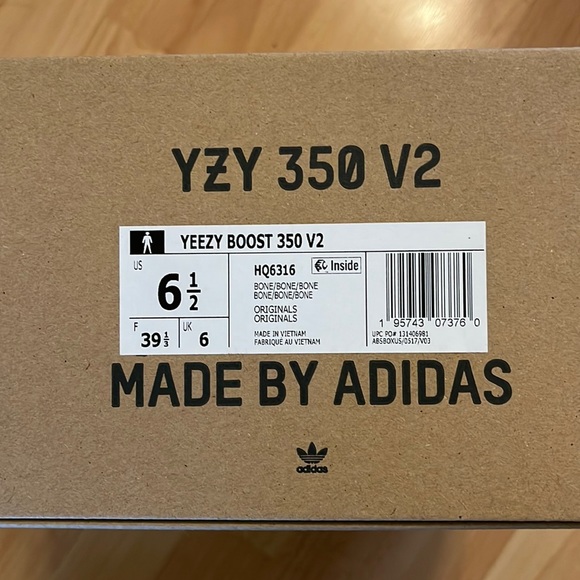 YZY 350 V2
YEEZY BOOST 350 V2
US
6 1/2
F
39 1/3
UK
6
HQ6316
Inside
BONE/BONE/BONE
BONE/BONE/BONE
ORIGINALS
ORIGINALS
MADE IN VIETNAM
FABRIQUÉ AU VIETNAM
1 95743 07376 0
UPC PO# 131406981
ABSBOXUS/0517/V03
MADE BY ADIDAS
adidas